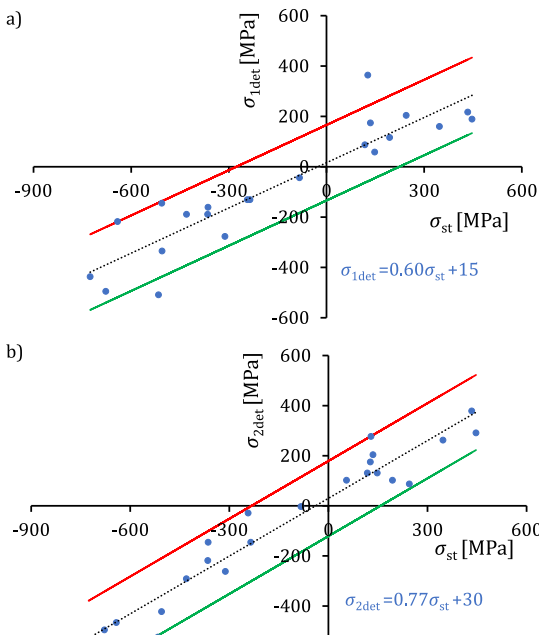 a)
σ1det [MPa]
600
400
200
0
-900 -600 -300 0 300 600
σst [MPa]
-200
-400
-600
σ1det=0.60σst+15
b)
σ2det [MPa]
600
400
200
0
-900 -600 -300 0 300 600
σst [MPa]
-200
-400
σ2det=0.77σst+30